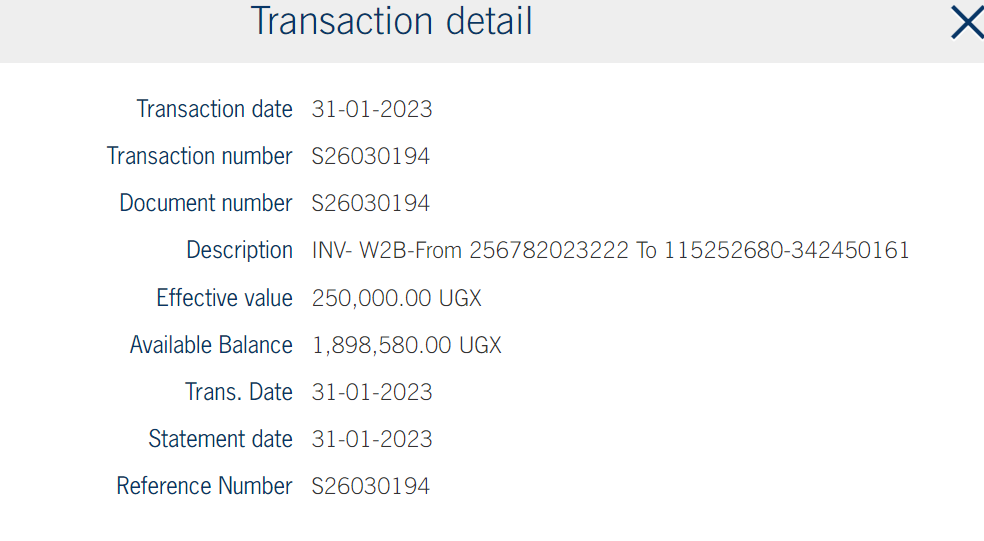 Transaction detail
Transaction date 31-01-2023
Transaction number S26030194
Document number S26030194
Description INV- W2B-From 256782023222 To 115252680-342450161
Effective value 250,000.00 UGX
Available Balance 1,898,580.00 UGX
Trans. Date 31-01-2023
Statement date 31-01-2023
Reference Number S26030194